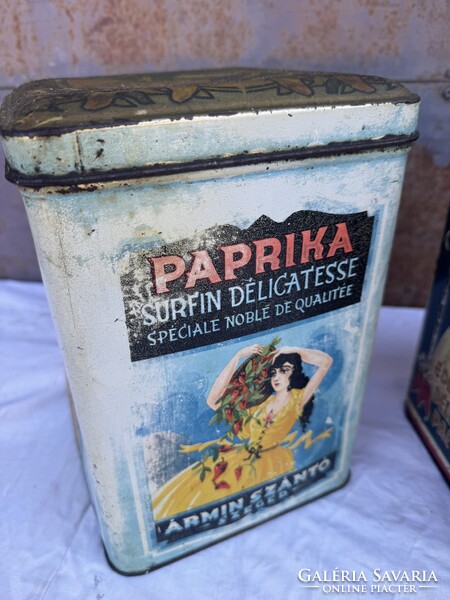 PAPRIKA
SURFIN DÉLICATESSE
SPÉCIALE NOBLE DE QUALITÉE
ÁRMIN SZÁNTÓ
SZEGED
GALÉRIA SAVARIA
ONLINE PIACTÉR